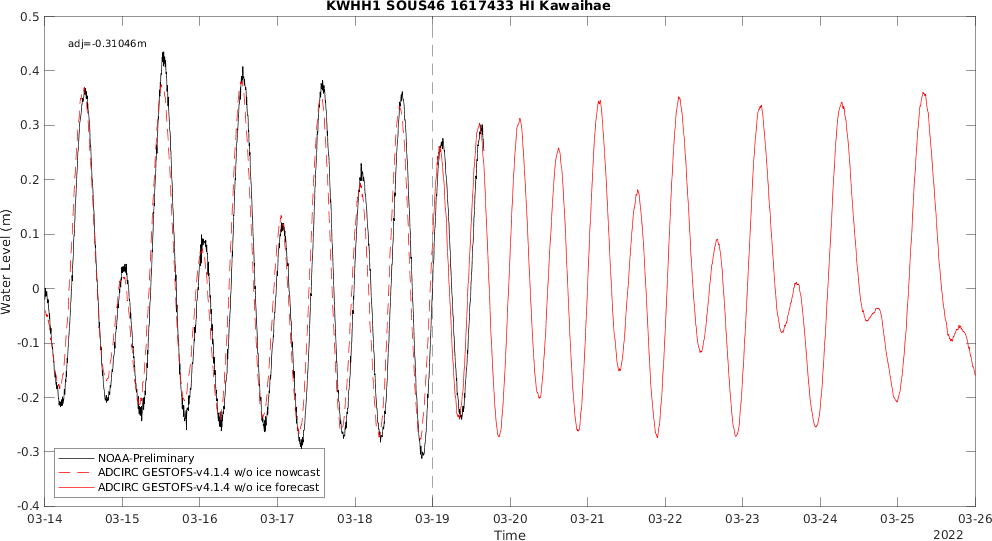 KWHH1 SOUS46 1617433 HI Kawaihae
adj=-0.31046m
0.5
0.4
0.3
0.2
0.1
0
-0.1
-0.2
-0.3
-0.4
Water Level (m)
NOAA-Preliminary
ADCIRC GESTOFS-v4.1.4 w/o ice nowcast
ADCIRC GESTOFS-v4.1.4 w/o ice forecast
03-14 03-15 03-16 03-17 03-18 03-19 03-20 03-21 03-22 03-23 03-24 03-25 03-26
Time
2022